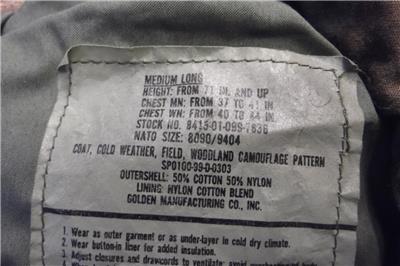 MEDIUM LONG
HEIGHT: FROM 71 IN. AND UP
CHEST MN: FROM 37 TO 41 IN
CHEST WN: FROM 40 TO 44 IN
STOCK NO. 8415-01-099-7838
NATO SIZE: 8090/9404
COAT, COLD WEATHER, FIELD, WOODLAND CAMOUFLAGE PATTERN
SPO100-99-D-0303
OUTERSHELL: 50% COTTON 50% NYLON
LINING: NYLON COTTON BLEND
GOLDEN MANUFACTURING CO., INC.
1. Wear as outer garment or as under-layer in cold dry climate.
2. Wear button-in liner for added insulation.
3. Adjust closures and drawcords to ventilate; avoid